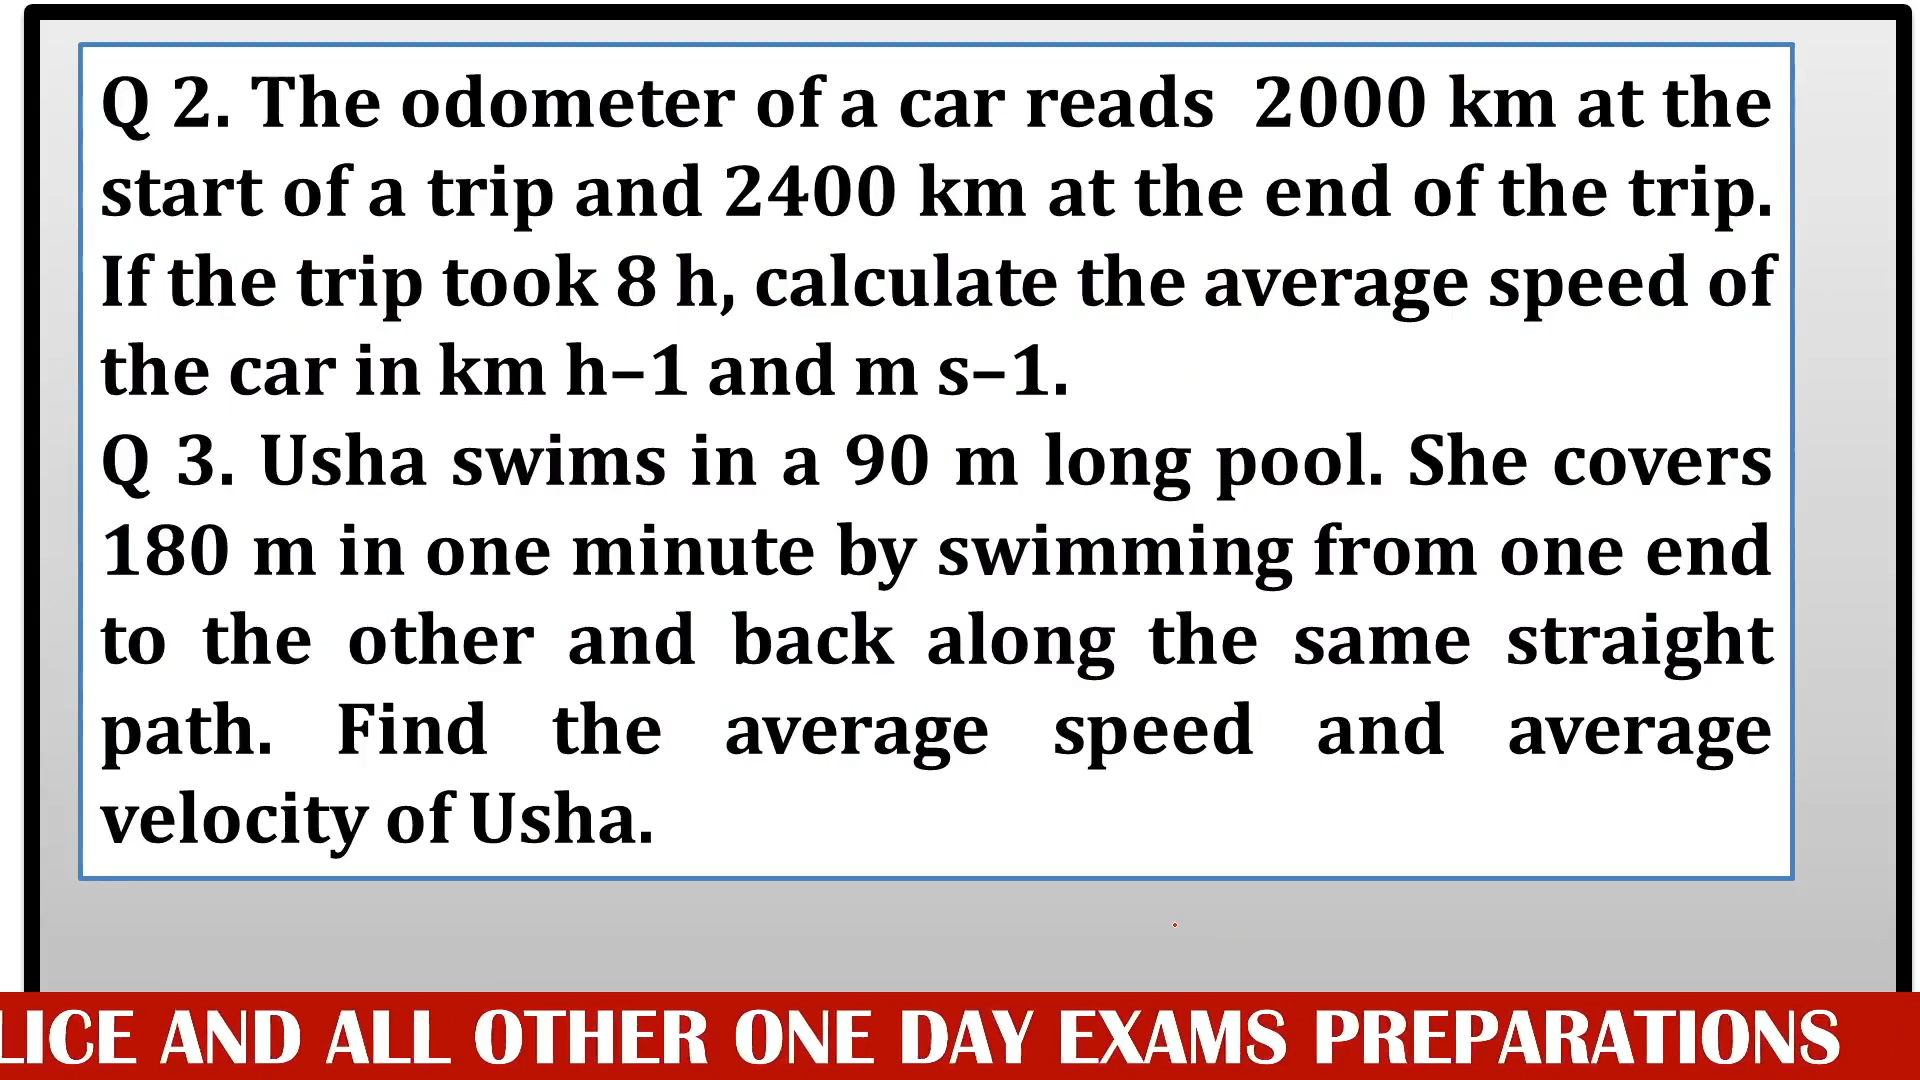 Q 2. The odometer of a car reads  2000 km at the
start of a trip and 2400 km at the end of the trip.
If the trip took 8 h, calculate the average speed of
the car in km h–1 and m s–1.
Q 3. Usha swims in a 90 m long pool. She covers
180 m in one minute by swimming from one end
to the other and back along the same straight
path. Find the average speed and average
velocity of Usha.
AND ALL OTHER ONE DAY EXAMS PREPARATIONS